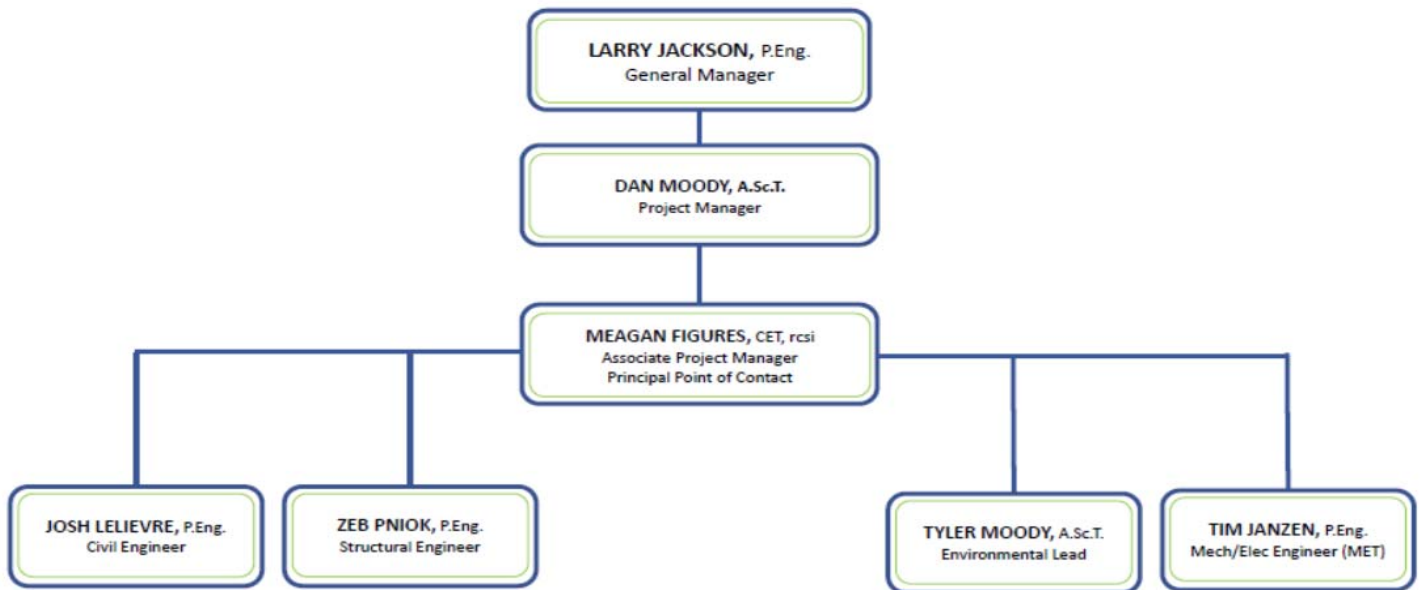 LARRY JACKSON, P.Eng.
General Manager
DAN MOODY, A.Sc.T.
Project Manager
MEAGAN FIGURES, CET, rcsi
Associate Project Manager
Principal Point of Contact
JOSH LELIEVRE, P.Eng.
Civil Engineer
ZEB PNIOK, P.Eng.
Structural Engineer
TYLER MOODY, A.Sc.T.
Environmental Lead
TIM JANZEN, P.Eng.
Mech/Elec Engineer (MET)